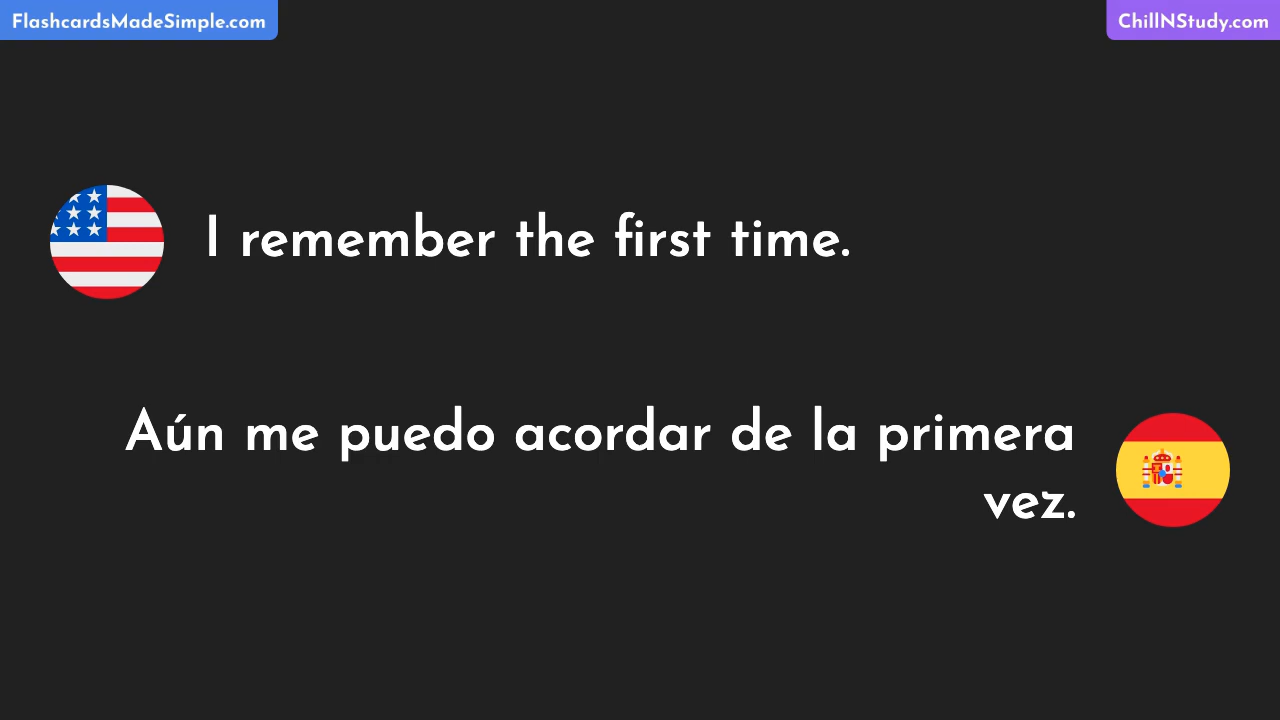 FlashcardsMadeSimple.com
ChillNStudy.com
I remember the first time.
Aún me puedo acordar de la primera
vez.